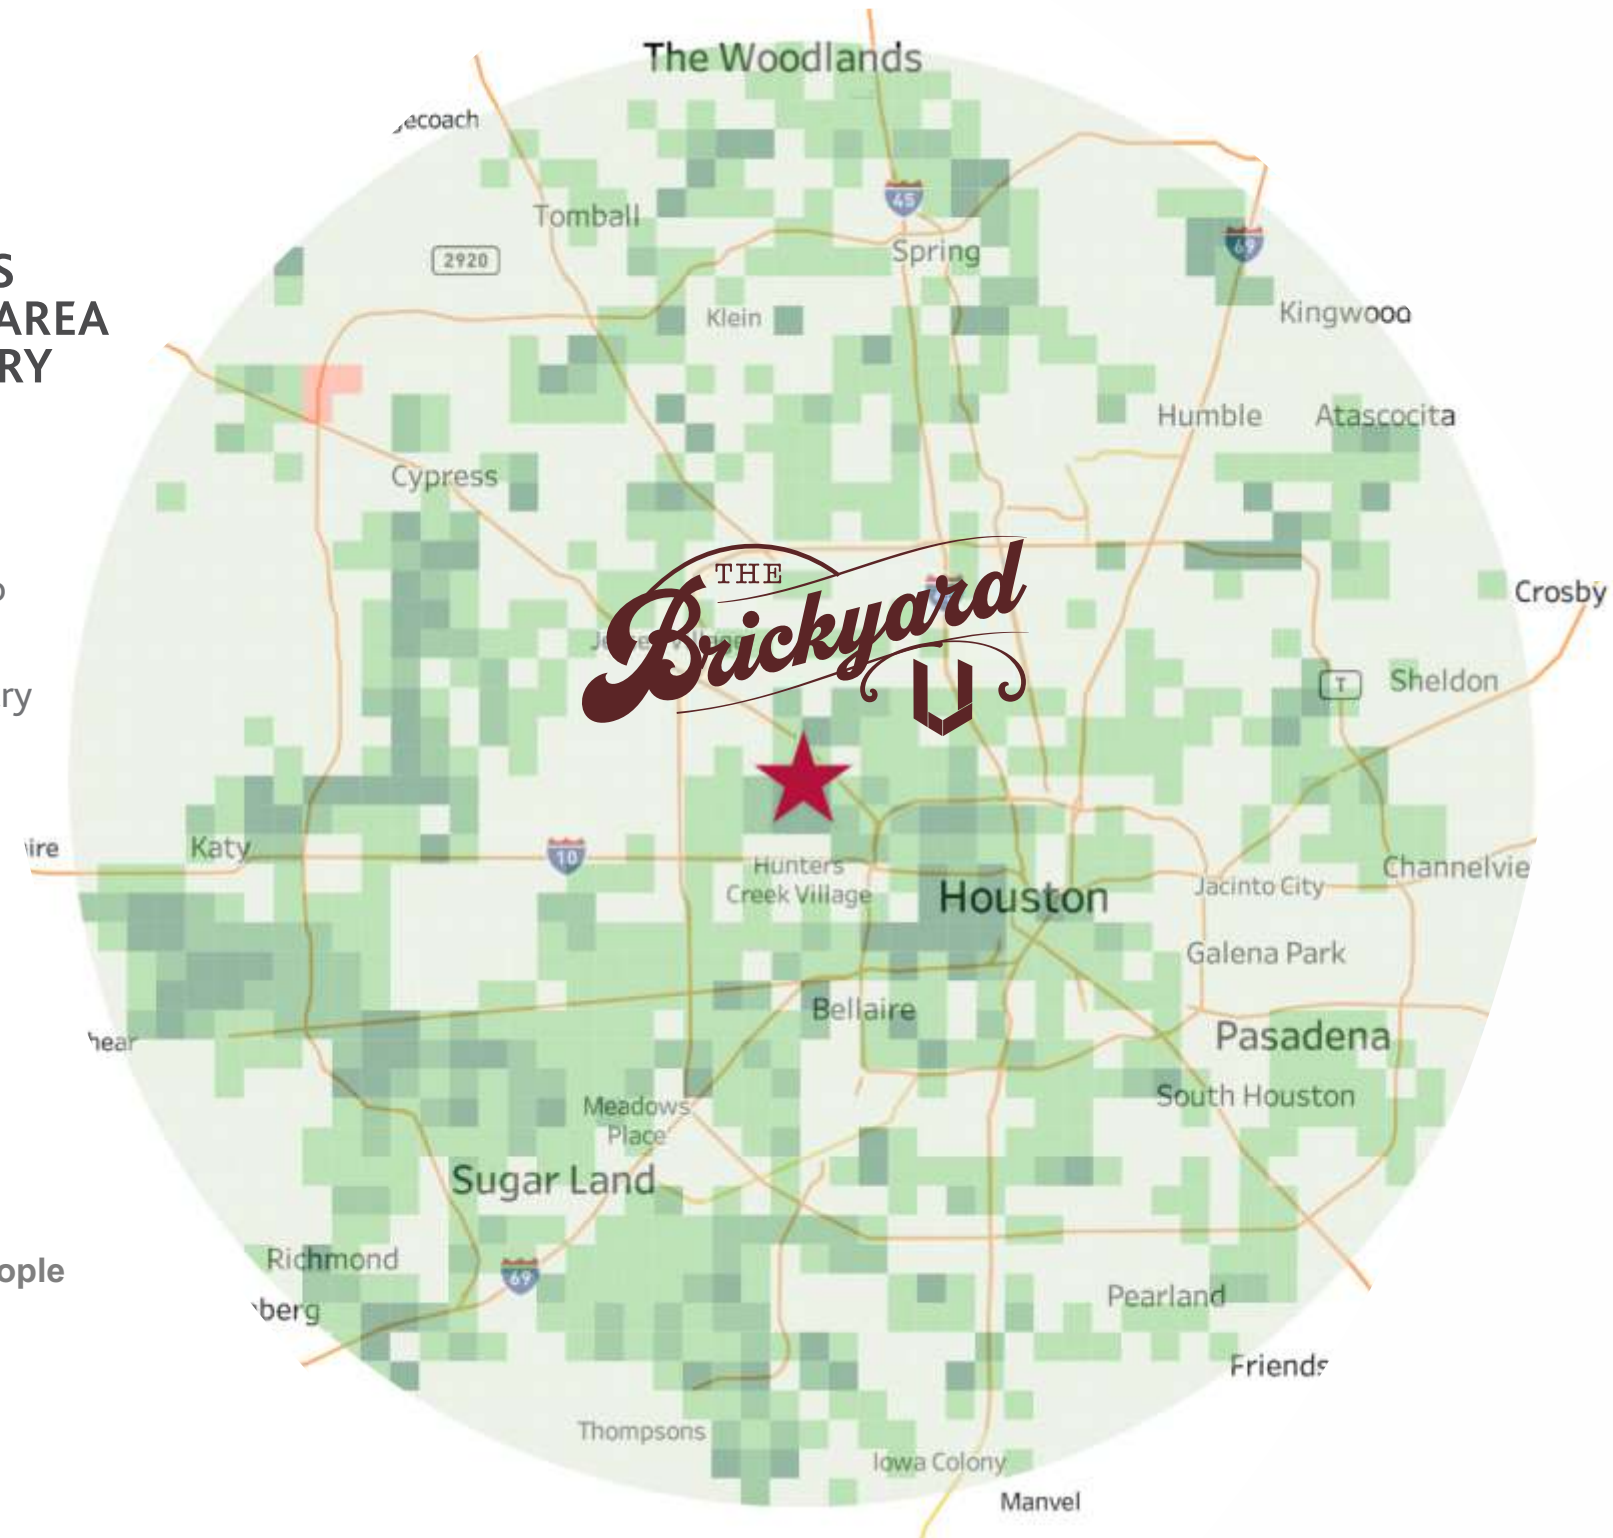 The Woodlands
ecoach
45
Tomball
Spring
2920
69
S
AREA
RY
Klein
Kingwood
Humble
Atascocita
Cypress
THE
Brickyard
Crosby
ry
Sheldon
T
Katy
ire
10
Hunters
Creek Village
Houston
Jacinto City
Channelvie
Galena Park
Bellaire
hear
Pasadena
South Houston
Meadows
Place
Sugar Land
Richmond
ople
69
berg
Pearland
Friends
Thompsons
Iowa Colony
Manvel